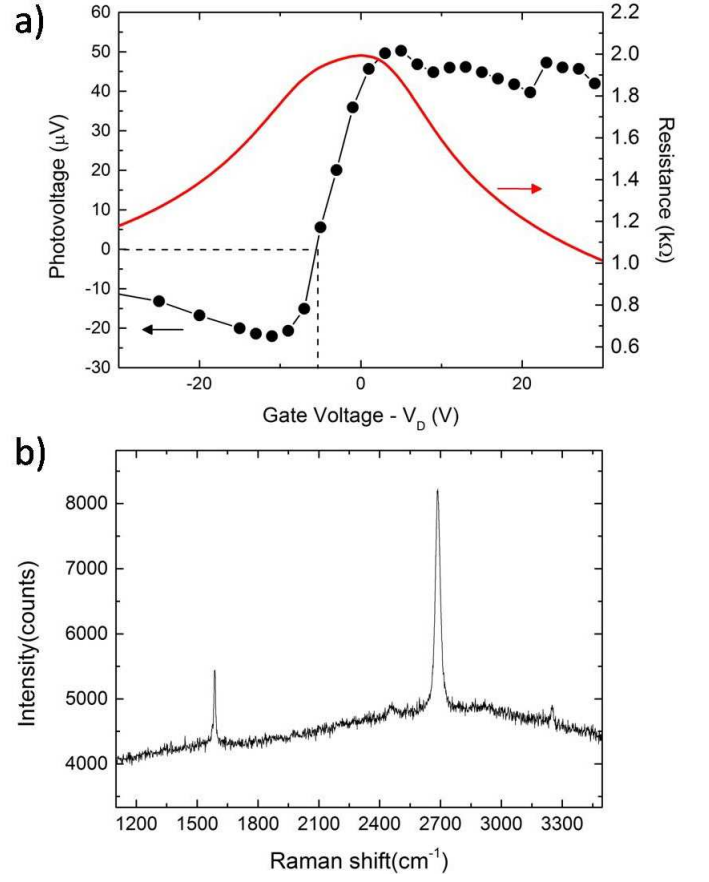 a)
60
50
40
30
20
10
0
-10
-20
-30
Photovoltage (μV)
2.2
2.0
1.8
1.6
1.4
1.2
1.0
0.8
0.6
Resistance (kΩ)
-20 0 20
Gate Voltage - V_D (V)
b)
8000
7000
6000
5000
4000
Intensity(counts)
1200 1500 1800 2100 2400 2700 3000 3300
Raman shift(cm⁻¹)